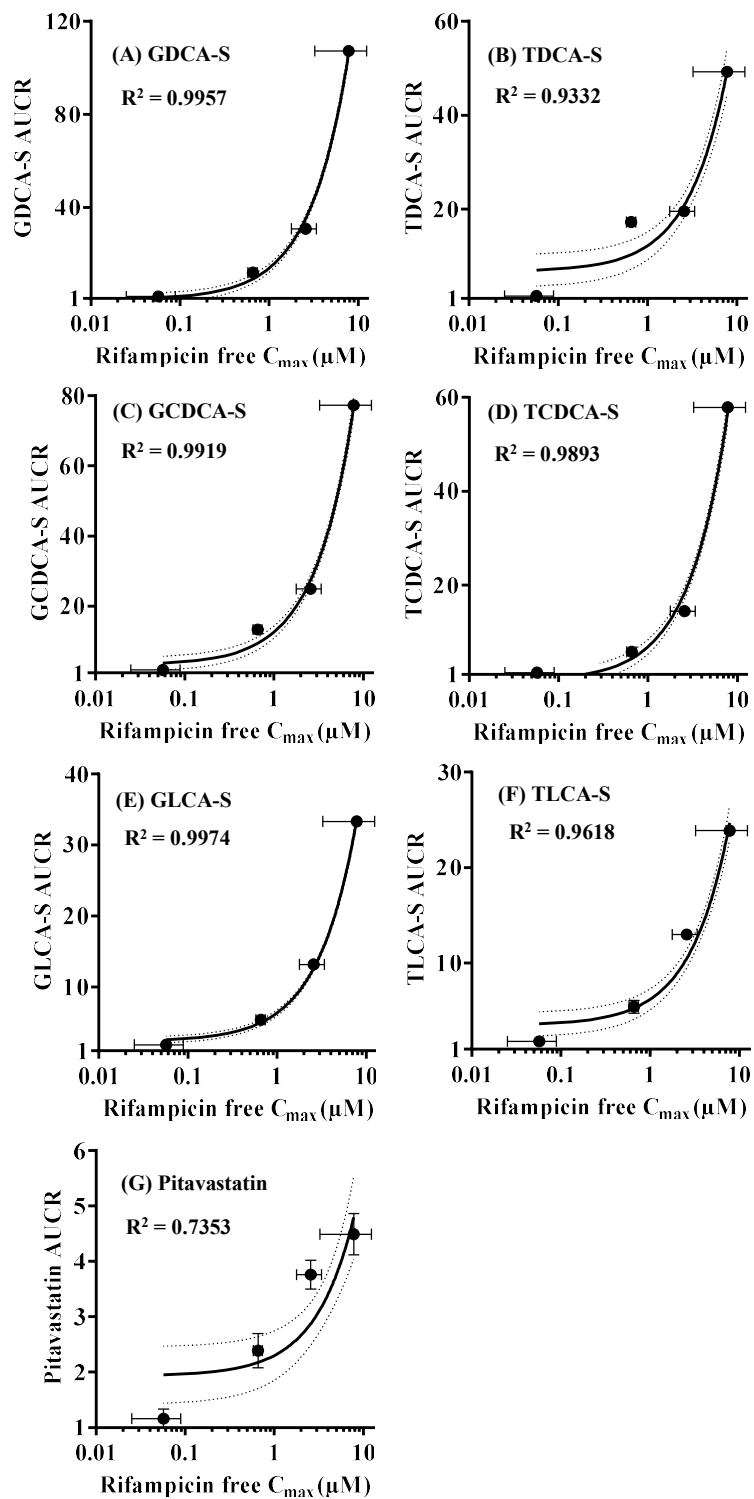 (A) GDCA-S
R² = 0.9957
GDCA-S AUCR
120
80
40
1
0.01 0.1 1 10
Rifampicin free Cmax (µM)
(B) TDCA-S
R² = 0.9332
TDCA-S AUCR
60
40
20
1
0.01 0.1 1 10
Rifampicin free Cmax (µM)
(C) GCDCA-S
R² = 0.9919
GCDCA-S AUCR
80
60
40
20
1
0.01 0.1 1 10
Rifampicin free Cmax (µM)
(D) TCDCA-S
R² = 0.9893
TCDCA-S AUCR
60
40
20
1
0.01 0.1 1 10
Rifampicin free Cmax (µM)
(E) GLCA-S
R² = 0.9974
GLCA-S AUCR
40
30
20
10
1
0.01 0.1 1 10
Rifampicin free Cmax (µM)
(F) TLCA-S
R² = 0.9618
TLCA-S AUCR
30
20
10
1
0.01 0.1 1 10
Rifampicin free Cmax (µM)
(G) Pitavastatin
R² = 0.7353
Pitavastatin AUCR
6
5
4
3
2
1
0.01 0.1 1 10
Rifampicin free Cmax (µM)